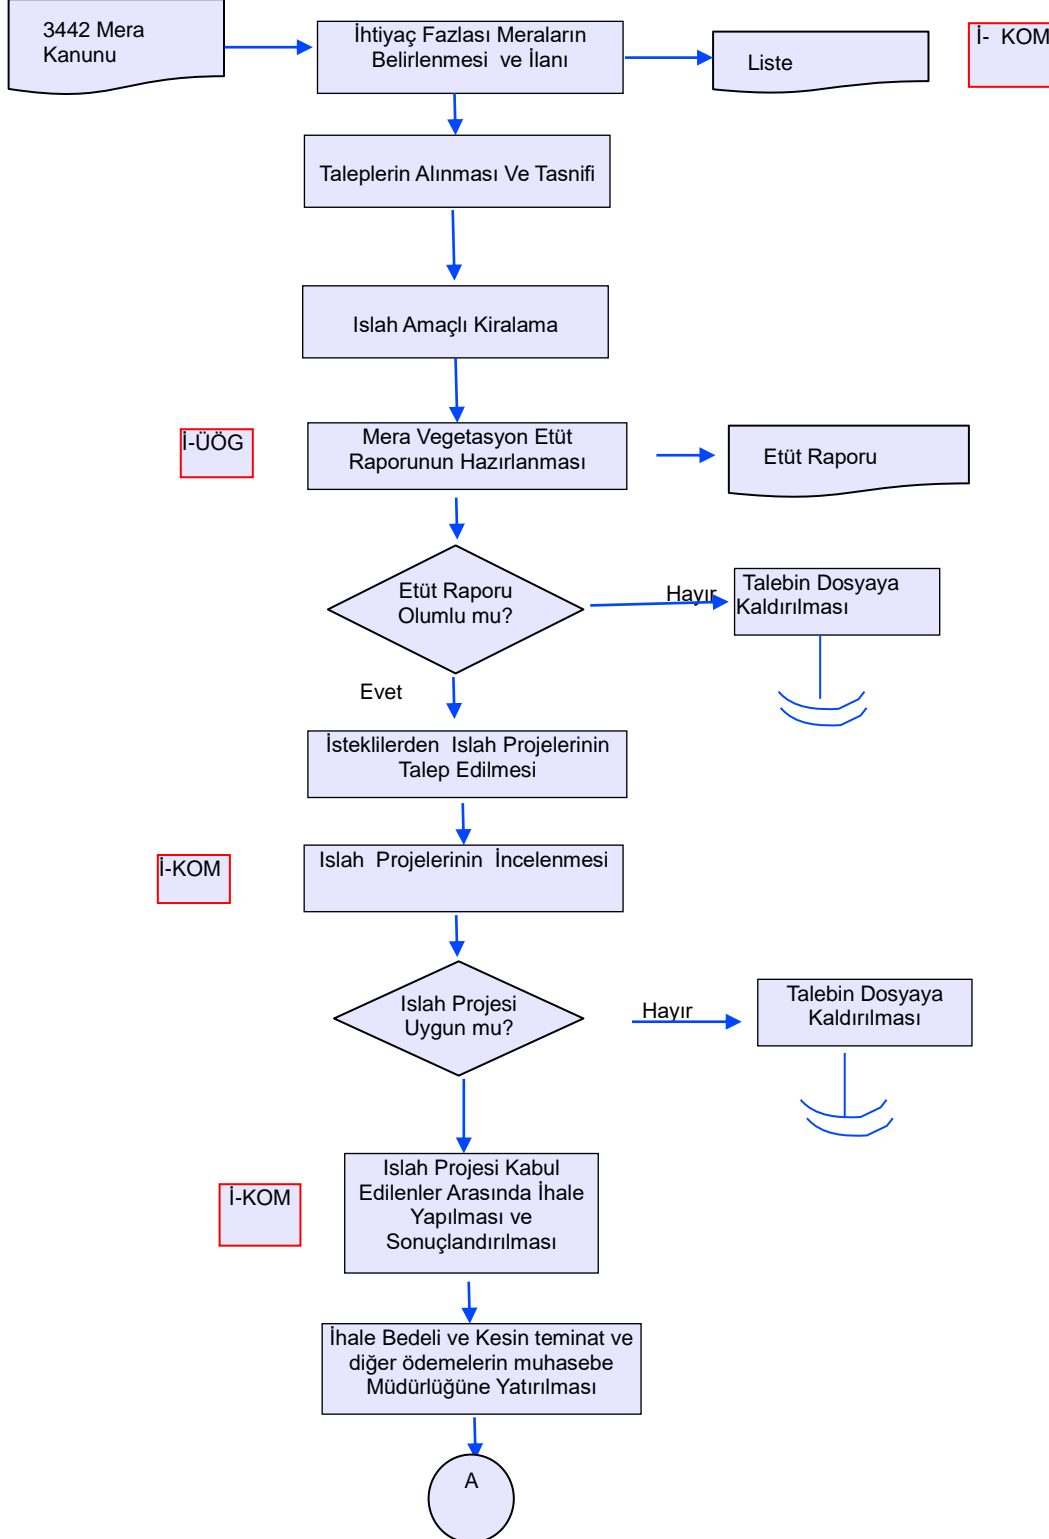 3442 Mera
Kanunu
İhtiyaç Fazlası Meraların
Belirlenmesi ve İlanı
Liste
İ- KOM
Taleplerin Alınması Ve Tasnifi
Islah Amaçlı Kiralama
İ-ÜÖG
Mera Vegetasyon Etüt
Raporunun Hazırlanması
Etüt Raporu
Etüt Raporu
Olumlu mu?
Hayır
Talebin Dosyaya
Kaldırılması
Evet
İsteklilerden Islah Projelerinin
Talep Edilmesi
İ-KOM
Islah Projelerinin İncelenmesi
Islah Projesi
Uygun mu?
Hayır
Talebin Dosyaya
Kaldırılması
İ-KOM
Islah Projesi Kabul
Edilenler Arasında İhale
Yapılması ve
Sonuçlandırılması
İhale Bedeli ve Kesin teminat ve
diğer ödemelerin muhasebe
Müdürlüğüne Yatırılması
A